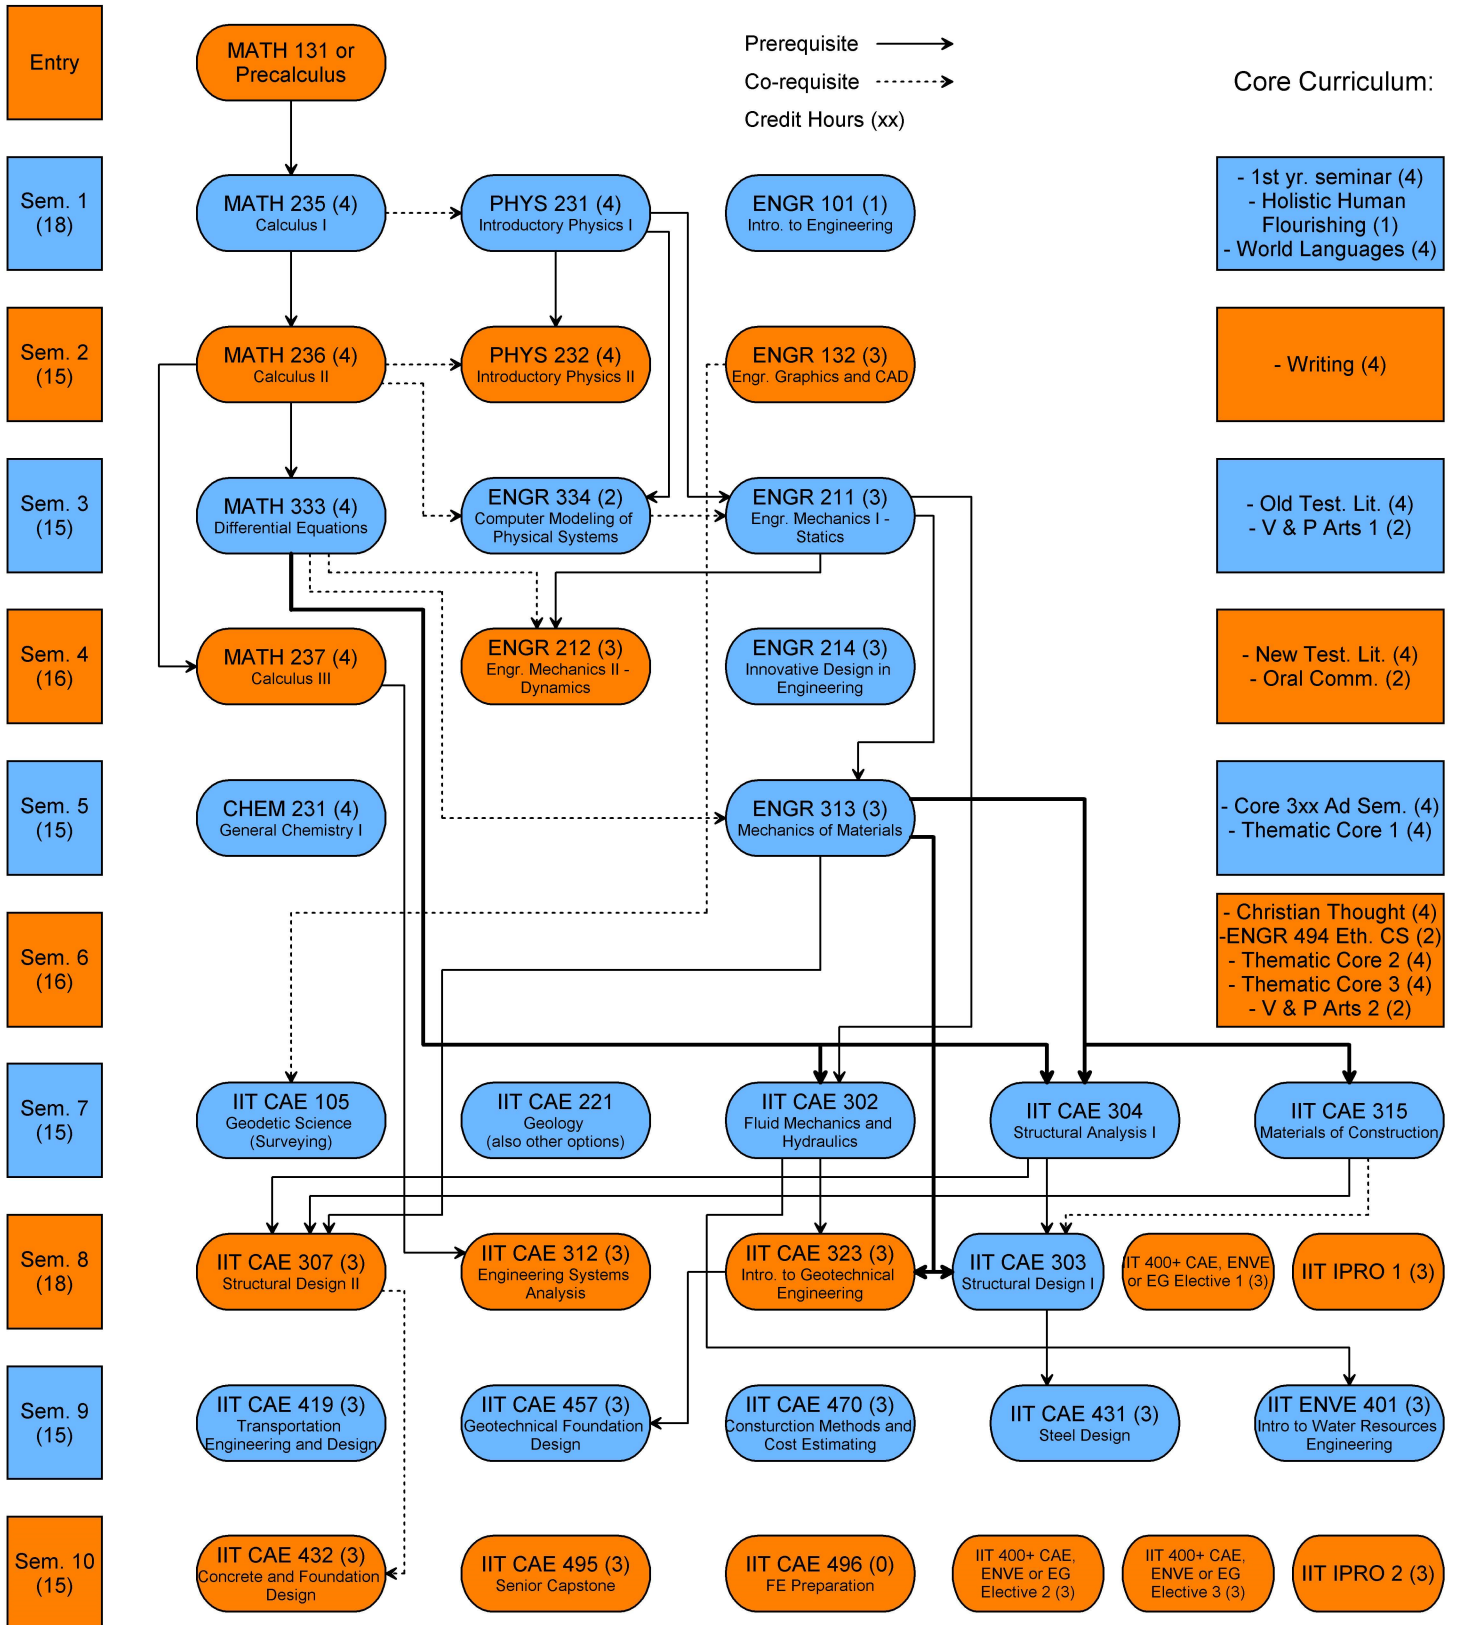 Entry
MATH 131 or
Precalculus
Prerequisite
Co-requisite
Credit Hours (xx)
Core Curriculum:
Sem. 1
(18)
MATH 235 (4)
Calculus I
PHYS 231 (4)
Introductory Physics I
ENGR 101 (1)
Intro. to Engineering
- 1st yr. seminar (4)
- Holistic Human
Flourishing (1)
- World Languages (4)
Sem. 2
(15)
MATH 236 (4)
Calculus II
PHYS 232 (4)
Introductory Physics II
ENGR 132 (3)
Engr. Graphics and CAD
- Writing (4)
Sem. 3
(15)
MATH 333 (4)
Differential Equations
ENGR 334 (2)
Computer Modeling of
Physical Systems
ENGR 211 (3)
Engr. Mechanics I -
Statics
- Old Test. Lit. (4)
- V & P Arts 1 (2)
Sem. 4
(16)
MATH 237 (4)
Calculus III
ENGR 212 (3)
Engr. Mechanics II -
Dynamics
ENGR 214 (3)
Innovative Design in
Engineering
- New Test. Lit. (4)
- Oral Comm. (2)
Sem. 5
(15)
CHEM 231 (4)
General Chemistry I
ENGR 313 (3)
Mechanics of Materials
- Core 3xx Ad Sem. (4)
- Thematic Core 1 (4)
Sem. 6
(16)
- Christian Thought (4)
-ENGR 494 Eth. CS (2)
- Thematic Core 2 (4)
- Thematic Core 3 (4)
- V & P Arts 2 (2)
Sem. 7
(15)
IIT CAE 105
Geodetic Science
(Surveying)
IIT CAE 221
Geology
(also other options)
IIT CAE 302
Fluid Mechanics and
Hydraulics
IIT CAE 304
Structural Analysis I
IIT CAE 315
Materials of Construction
Sem. 8
(18)
IIT CAE 307 (3)
Structural Design II
IIT CAE 312 (3)
Engineering Systems
Analysis
IIT CAE 323 (3)
Intro. to Geotechnical
Engineering
IIT CAE 303
Structural Design I
IIT 400+ CAE, ENVE
or EG Elective 1 (3)
IIT IPRO 1 (3)
Sem. 9
(15)
IIT CAE 419 (3)
Transportation
Engineering and Design
IIT CAE 457 (3)
Geotechnical Foundation
Design
IIT CAE 470 (3)
Consturction Methods and
Cost Estimating
IIT CAE 431 (3)
Steel Design
IIT ENVE 401 (3)
Intro to Water Resources
Engineering
Sem. 10
(15)
IIT CAE 432 (3)
Concrete and Foundation
Design
IIT CAE 495 (3)
Senior Capstone
IIT CAE 496 (0)
FE Preparation
IIT 400+ CAE,
ENVE or EG
Elective 2 (3)
IIT 400+ CAE,
ENVE or EG
Elective 3 (3)
IIT IPRO 2 (3)